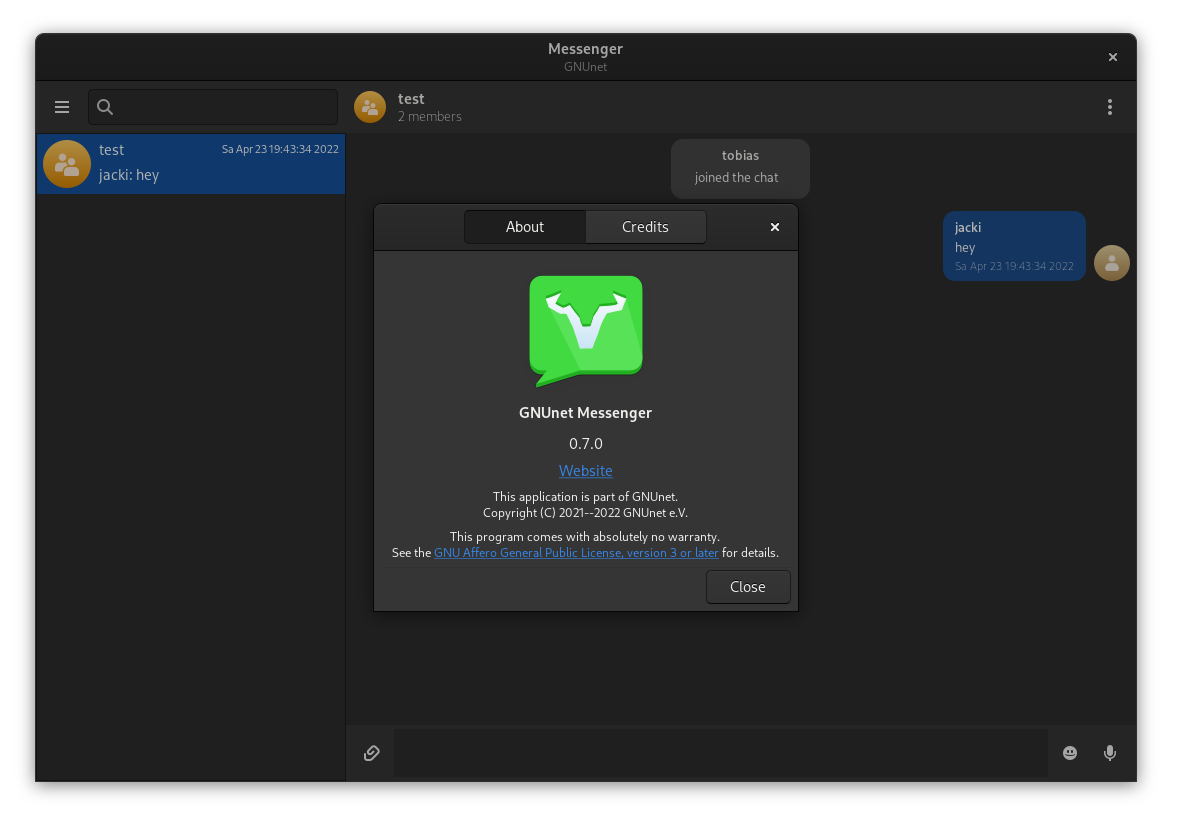 Messenger
GNUnet
test
2 members
test
Sa Apr 23 19:43:34 2022
jacki: hey
tobias
joined the chat
jacki
hey
Sa Apr 23 19:43:34 2022
About
Credits
GNUnet Messenger
0.7.0
Website
This application is part of GNUnet.
Copyright (C) 2021--2022 GNUnet e.V.
This program comes with absolutely no warranty.
See the GNU Affero General Public License, version 3 or later for details.
Close